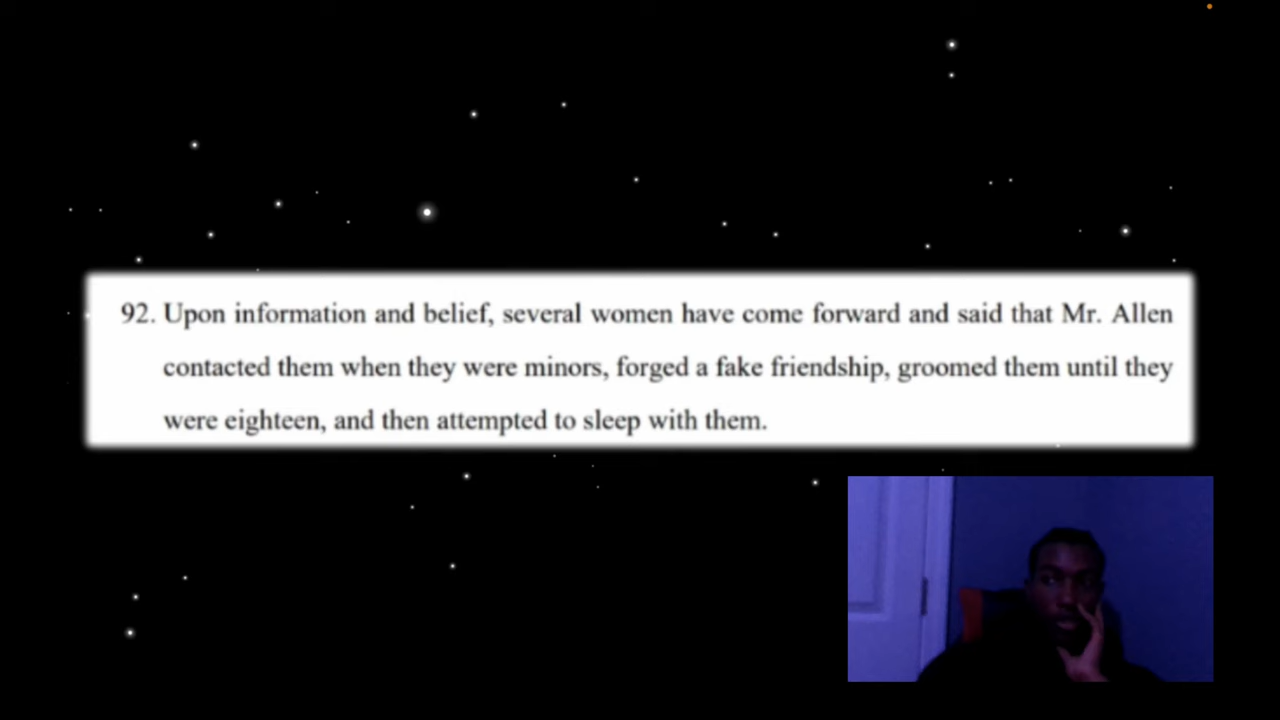 92. Upon information and belief, several women have come forward and said that Mr. Allen
contacted them when they were minors, forged a fake friendship, groomed them until they
were eighteen, and then attempted to sleep with them.